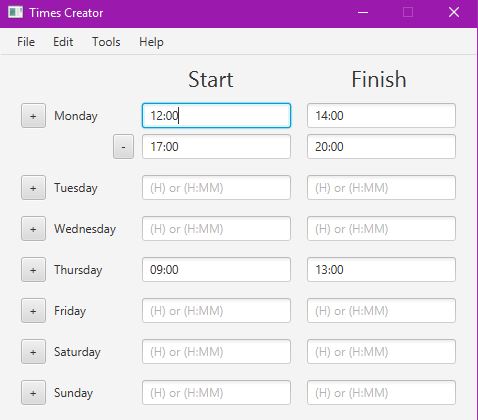 Times Creator
File Edit Tools Help
Start Finish
+ Monday 12:00 14:00
- 17:00 20:00
+ Tuesday (H) or (H:MM) (H) or (H:MM)
+ Wednesday (H) or (H:MM) (H) or (H:MM)
+ Thursday 09:00 13:00
+ Friday (H) or (H:MM) (H) or (H:MM)
+ Saturday (H) or (H:MM) (H) or (H:MM)
+ Sunday (H) or (H:MM) (H) or (H:MM)